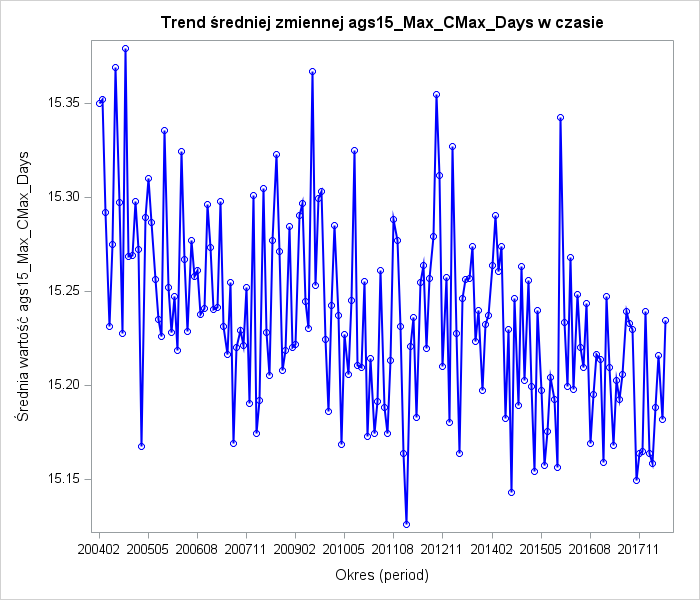 Trend średniej zmiennej ags15_Max_CMax_Days w czasie
Średnia wartość ags15_Max_CMax_Days
15.35
15.30
15.25
15.20
15.15
200402 200505 200608 200711 200902 201005 201108 201211 201402 201505 201608 201711
Okres (period)